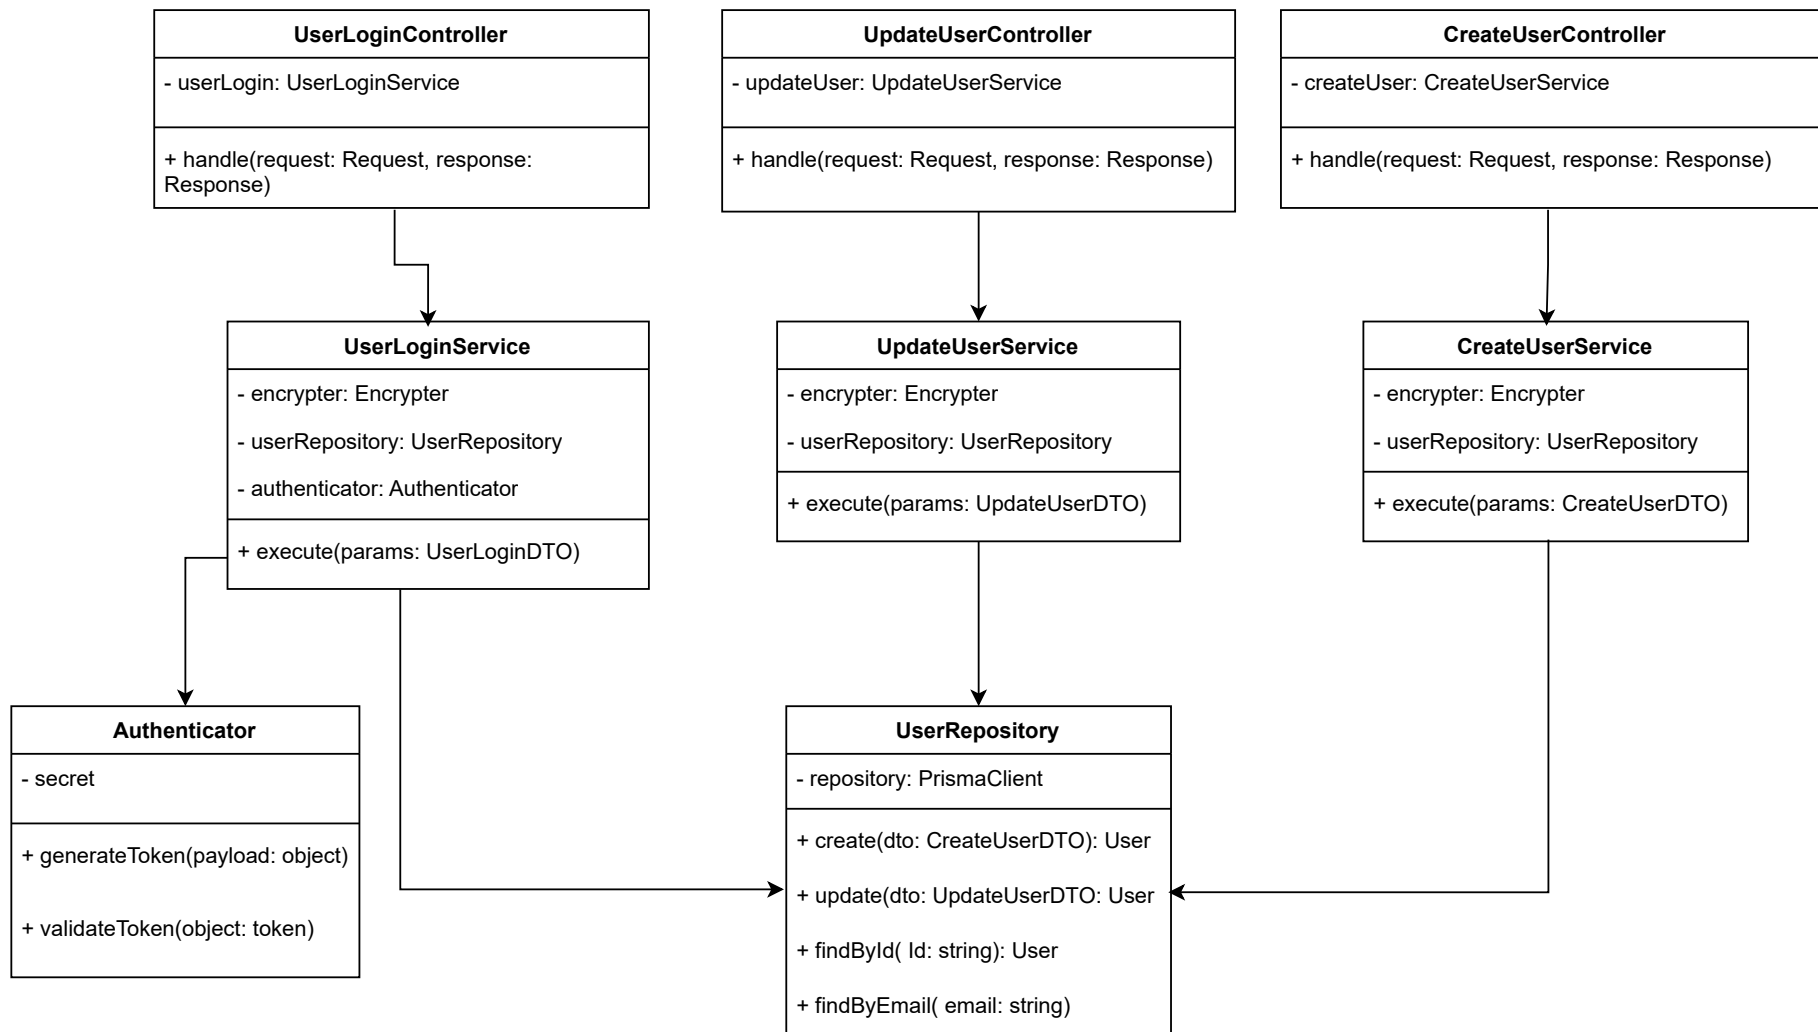 UserLoginController
- userLogin: UserLoginService
+ handle(request: Request, response:
Response)
UpdateUserController
- updateUser: UpdateUserService
+ handle(request: Request, response: Response)
CreateUserController
- createUser: CreateUserService
+ handle(request: Request, response: Response)
UserLoginService
- encrypter: Encrypter
- userRepository: UserRepository
- authenticator: Authenticator
+ execute(params: UserLoginDTO)
UpdateUserService
- encrypter: Encrypter
- userRepository: UserRepository
+ execute(params: UpdateUserDTO)
CreateUserService
- encrypter: Encrypter
- userRepository: UserRepository
+ execute(params: CreateUserDTO)
Authenticator
- secret
+ generateToken(payload: object)
+ validateToken(object: token)
UserRepository
- repository: PrismaClient
+ create(dto: CreateUserDTO): User
+ update(dto: UpdateUserDTO: User
+ findById( Id: string): User
+ findByEmail( email: string)